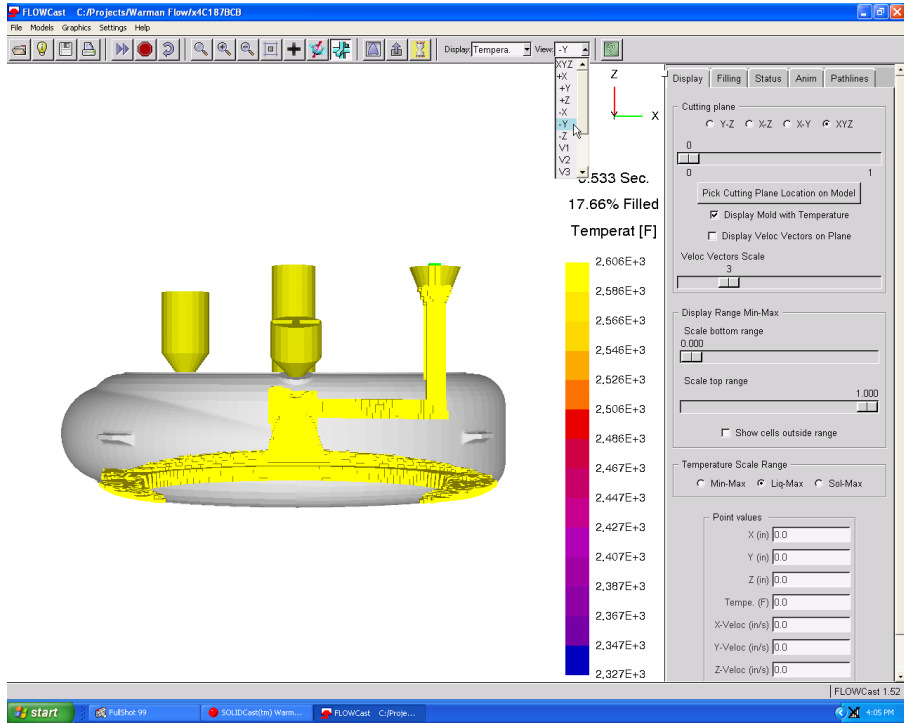 FLOWCast C:/Projects/Warman Flow/x4C187BCB
File Models Graphics Settings Help
Display: Tempera. View: -Y
XYZ
+X
+Y
+Z
-X
-Y
-Z
V1
V2
V3
Z
X
.533 Sec.
17.66% Filled
Temperat [F]
2,606E+3
2,586E+3
2,566E+3
2,546E+3
2,526E+3
2,506E+3
2,486E+3
2,467E+3
2,447E+3
2,427E+3
2,407E+3
2,387E+3
2,367E+3
2,347E+3
2,327E+3
Display Filling Status Anim Pathlines
Cutting plane
Y-Z X-Z X-Y XYZ
0
0 1
Pick Cutting Plane Location on Model
Display Mold with Temperature
Display Veloc Vectors on Plane
Veloc Vectors Scale
3
Display Range Min-Max
Scale bottom range
0.000
Scale top range
1.000
Show cells outside range
Temperature Scale Range
Min-Max Liq-Max Sol-Max
Point values
X (in) 0.0
Y (in) 0.0
Z (in) 0.0
Tempe. (F) 0.0
X-Veloc (in/s) 0.0
Y-Veloc (in/s) 0.0
Z-Veloc (in/s) 0.0
FLOWCast 1.52
start FullShot 99 SOLIDCast(tm) Warm... FLOWCast C:/Proje... 4:05 PM